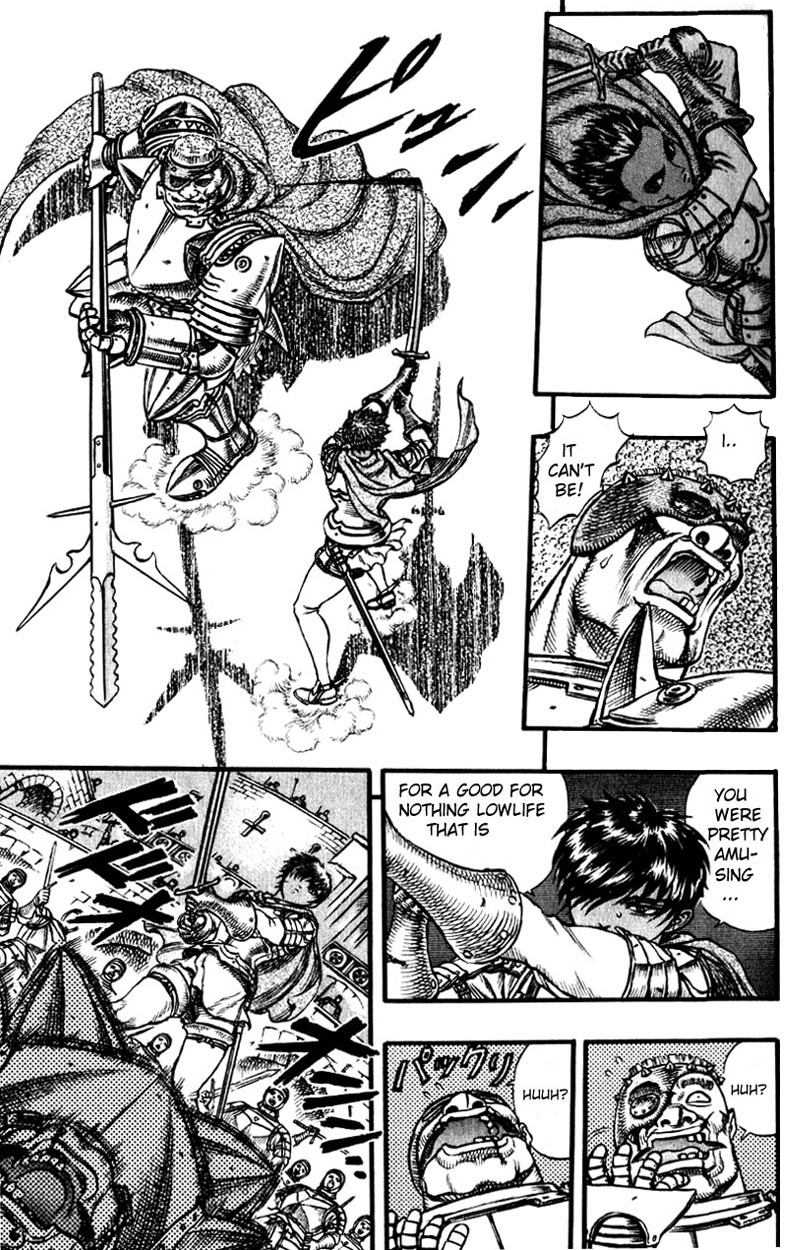 ピュン
I..
IT
CAN'T
BE!
YOU
WERE
PRETTY
AMU-
SING
...
FOR A GOOD FOR
NOTHING LOWLIFE
THAT IS
HUH?
HUUH?
パックリ